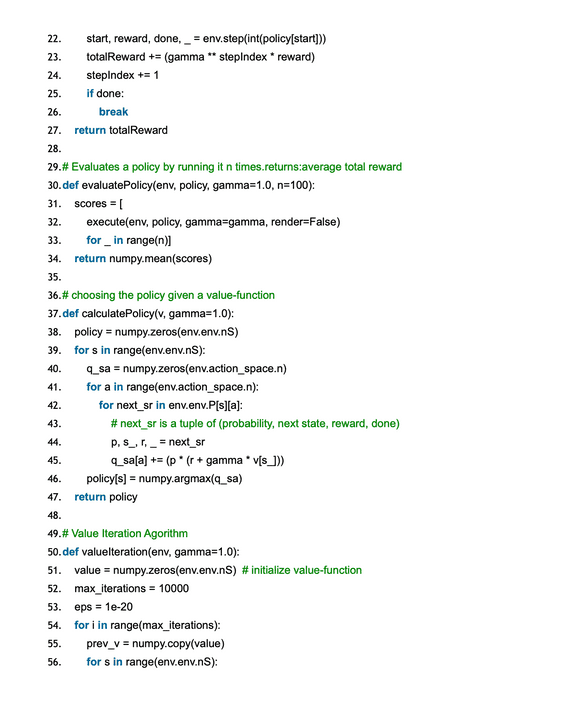 22.      start, reward, done, _ = env.step(int(policy[start]))
23.      totalReward += (gamma ** stepIndex * reward)
24.      stepIndex += 1
25.      if done:
26.        break
27.  return totalReward
28.
29. # Evaluates a policy by running it n times.returns:average total reward
30. def evaluatePolicy(env, policy, gamma=1.0, n=100):
31.  scores = [
32.      execute(env, policy, gamma=gamma, render=False)
33.      for _ in range(n)]
34.  return numpy.mean(scores)
35.
36. # choosing the policy given a value-function
37. def calculatePolicy(v, gamma=1.0):
38.  policy = numpy.zeros(env.env.nS)
39.  for s in range(env.env.nS):
40.      q_sa = numpy.zeros(env.action_space.n)
41.      for a in range(env.action_space.n):
42.        for next_sr in env.env.P[s][a]:
43.          # next_sr is a tuple of (probability, next state, reward, done)
44.          p, s_, r, _ = next_sr
45.          q_sa[a] += (p * (r + gamma * v[s_]))
46.      policy[s] = numpy.argmax(q_sa)
47.  return policy
48.
49. # Value Iteration Agorithm
50. def valueIteration(env, gamma=1.0):
51.  value = numpy.zeros(env.env.nS)  # initialize value-function
52.  max_iterations = 10000
53.  eps = 1e-20
54.  for i in range(max_iterations):
55.      prev_v = numpy.copy(value)
56.      for s in range(env.env.nS):